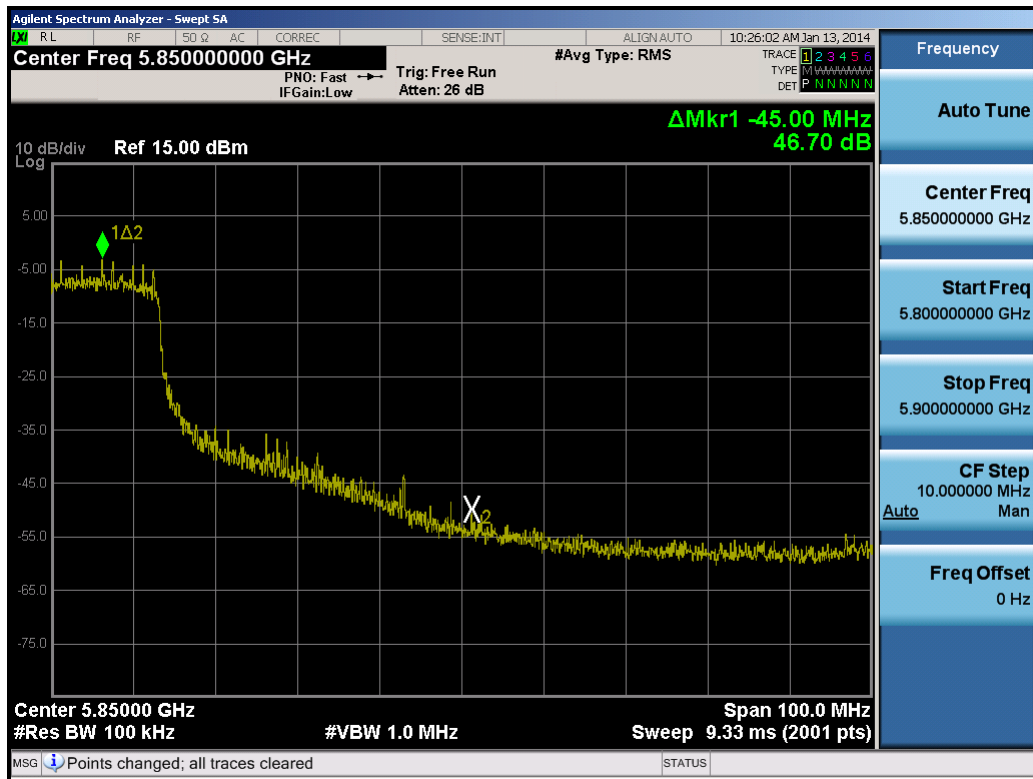 Agilent Spectrum Analyzer - Swept SA
LXI RL RF 50 Ω AC CORREC SENSE:INT ALIGNAUTO 10:26:02 AM Jan 13, 2014
Center Freq 5.850000000 GHz
PNO: Fast
IFGain:Low
Trig: Free Run
Atten: 26 dB
#Avg Type: RMS
TRACE 1 2 3 4 5 6
TYPE M WWWWW
DET P N N N N N
ΔMkr1 -45.00 MHz
46.70 dB
10 dB/div Ref 15.00 dBm
Log
5.00
1Δ2
-5.00
-15.0
-25.0
-35.0
-45.0
X2
-55.0
-65.0
-75.0
Center 5.85000 GHz Span 100.0 MHz
#Res BW 100 kHz #VBW 1.0 MHz Sweep 9.33 ms (2001 pts)
MSG Points changed; all traces cleared STATUS
Frequency
Auto Tune
Center Freq
5.850000000 GHz
Start Freq
5.800000000 GHz
Stop Freq
5.900000000 GHz
CF Step
10.000000 MHz
Auto Man
Freq Offset
0 Hz